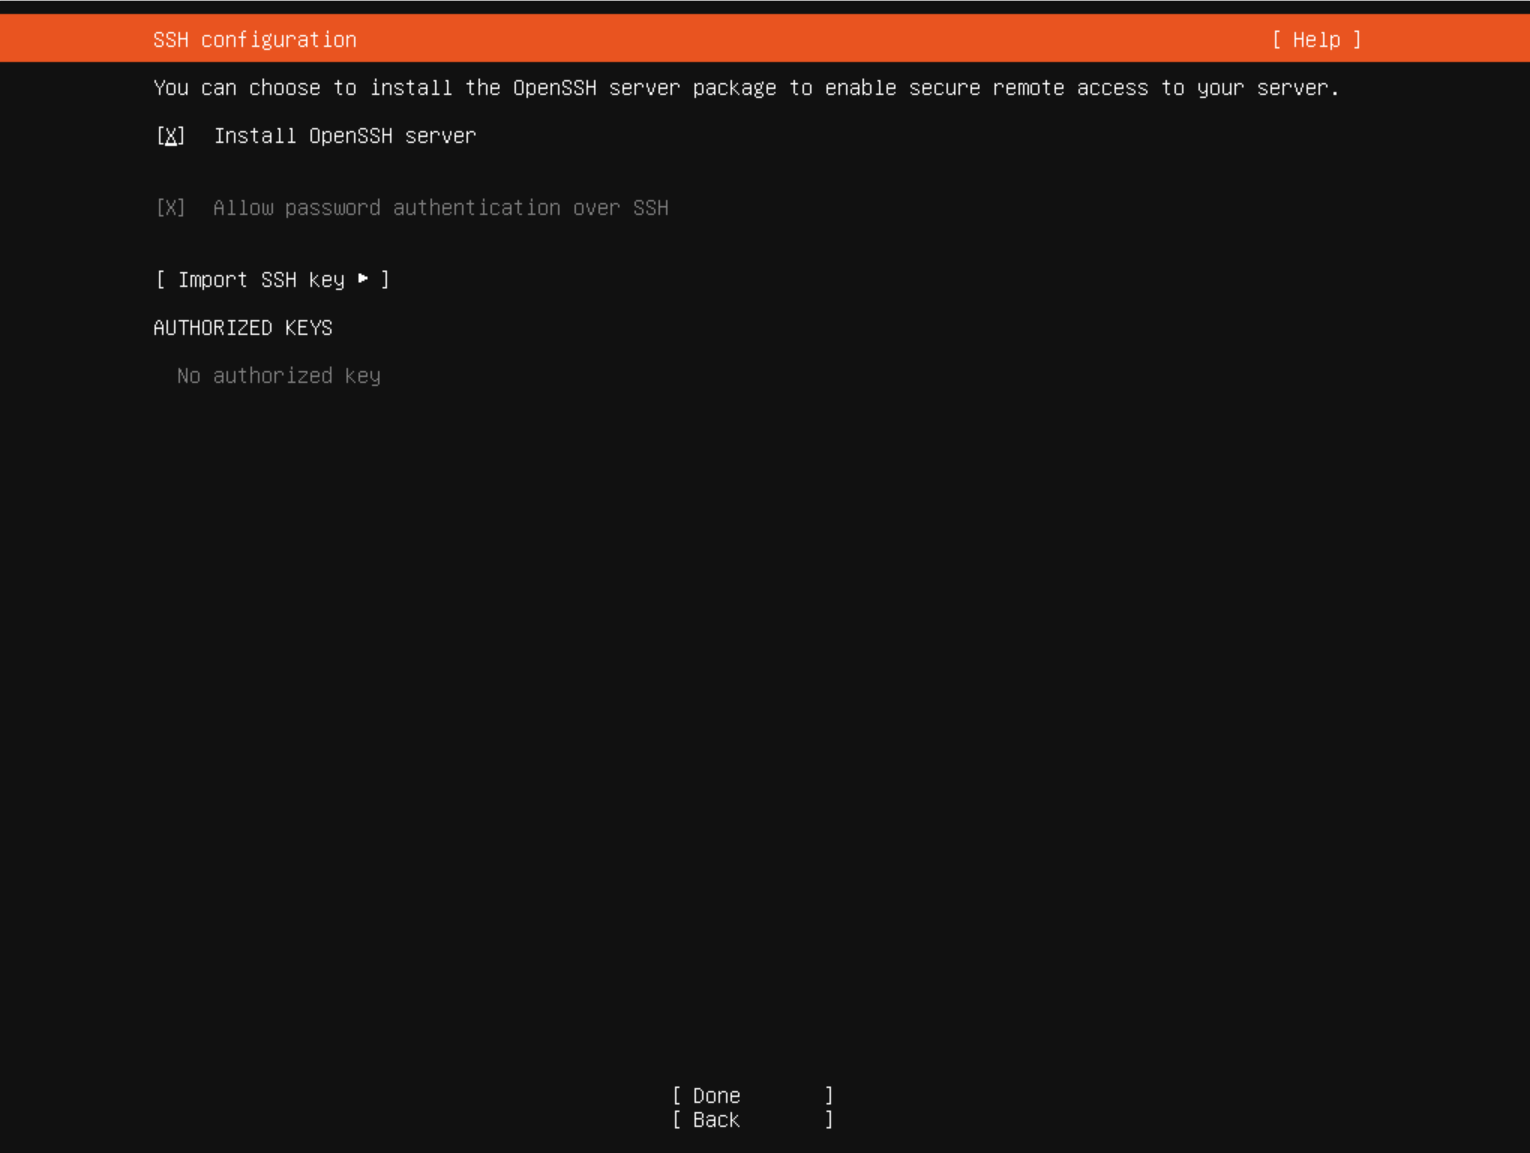 SSH configuration [ Help ]
You can choose to install the OpenSSH server package to enable secure remote access to your server.
[X] Install OpenSSH server
[X] Allow password authentication over SSH
[ Import SSH key ▸ ]
AUTHORIZED KEYS
No authorized key
[ Done ]
[ Back ]